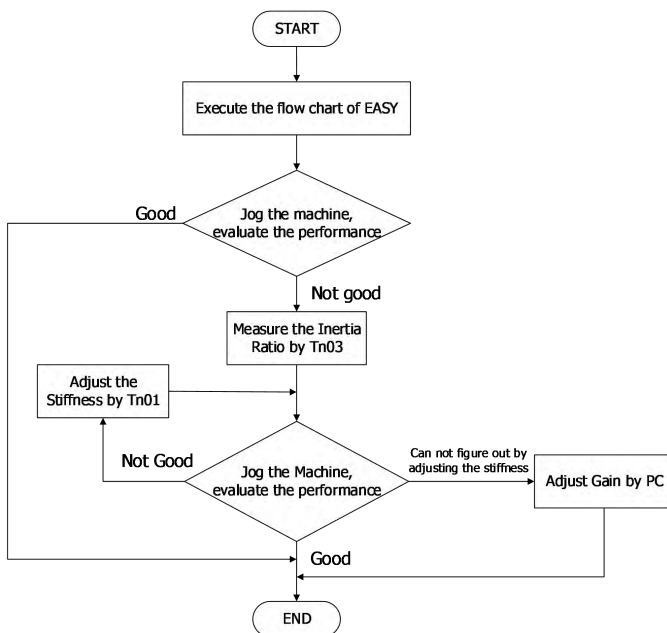 START
Execute the flow chart of EASY
Good
Jog the machine,
evaluate the performance
Not good
Measure the Inertia
Ratio by Tn03
Adjust the
Stiffness by Tn01
Not Good
Jog the Machine,
evaluate the performance
Can not figure out by
adjusting the stiffness
Adjust Gain by PC
Good
END